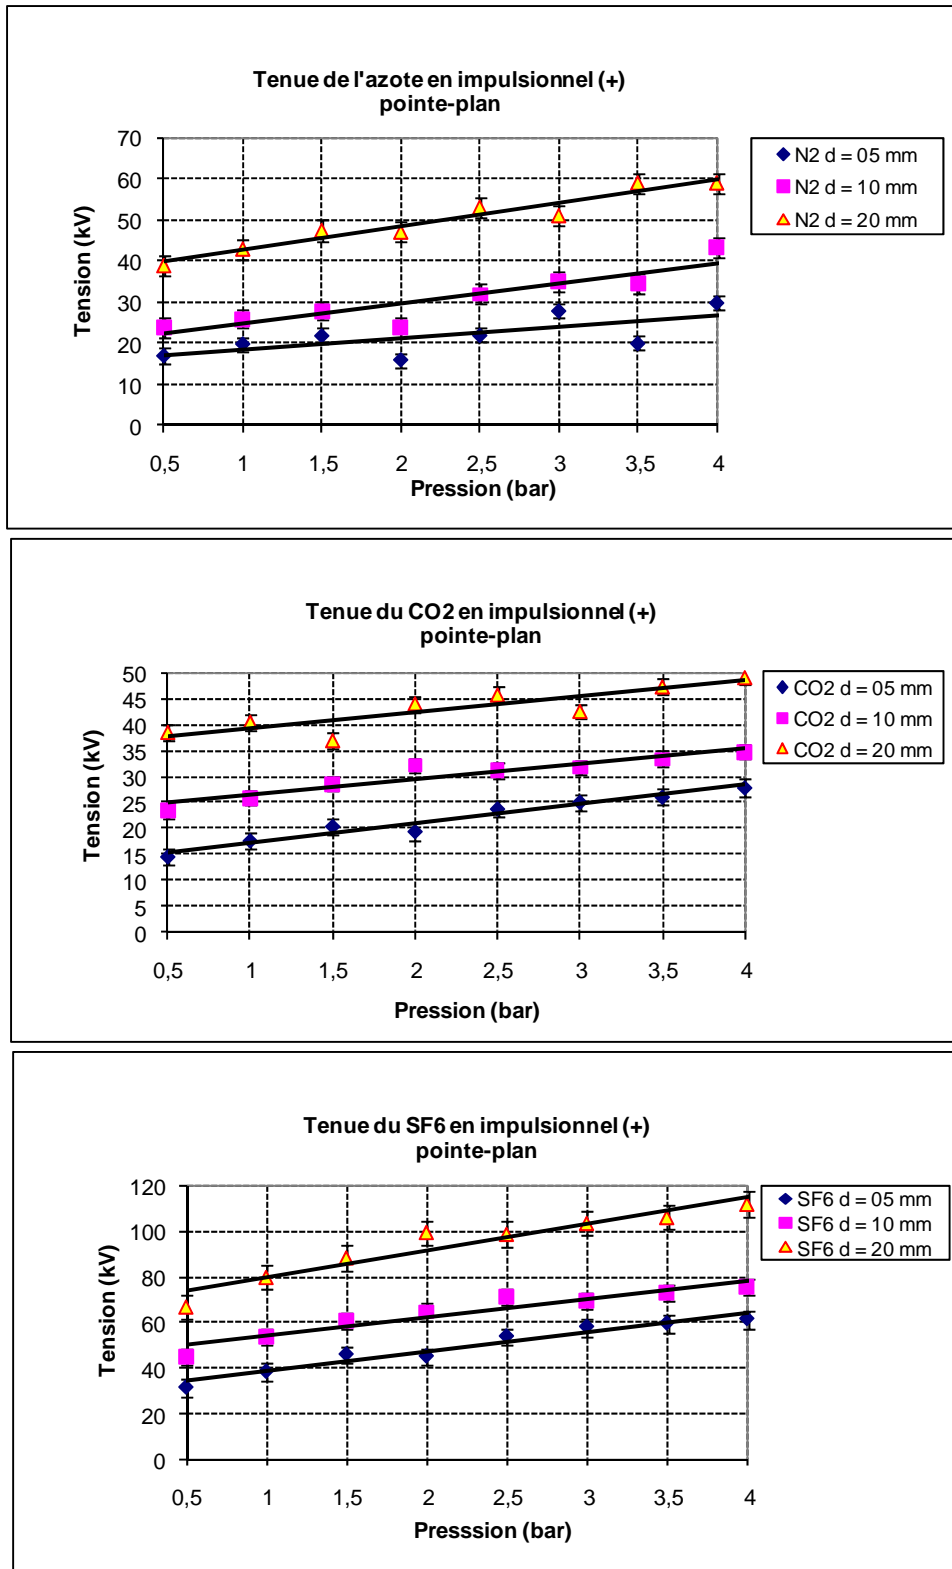 Tenue de l'azote en impulsionnel (+)
pointe-plan
70
60
50
40
30
20
10
0
Tension (kV)
0,5 1 1,5 2 2,5 3 3,5 4
Pression (bar)
N2 d = 05 mm
N2 d = 10 mm
N2 d = 20 mm
Tenue du CO2 en impulsionnel (+)
pointe-plan
50
45
40
35
30
25
20
15
10
5
0
Tension (kV)
0,5 1 1,5 2 2,5 3 3,5 4
Pression (bar)
CO2 d = 05 mm
CO2 d = 10 mm
CO2 d = 20 mm
Tenue du SF6 en impulsionnel (+)
pointe-plan
120
100
80
60
40
20
0
Tension (kV)
0,5 1 1,5 2 2,5 3 3,5 4
Presssion (bar)
SF6 d = 05 mm
SF6 d = 10 mm
SF6 d = 20 mm